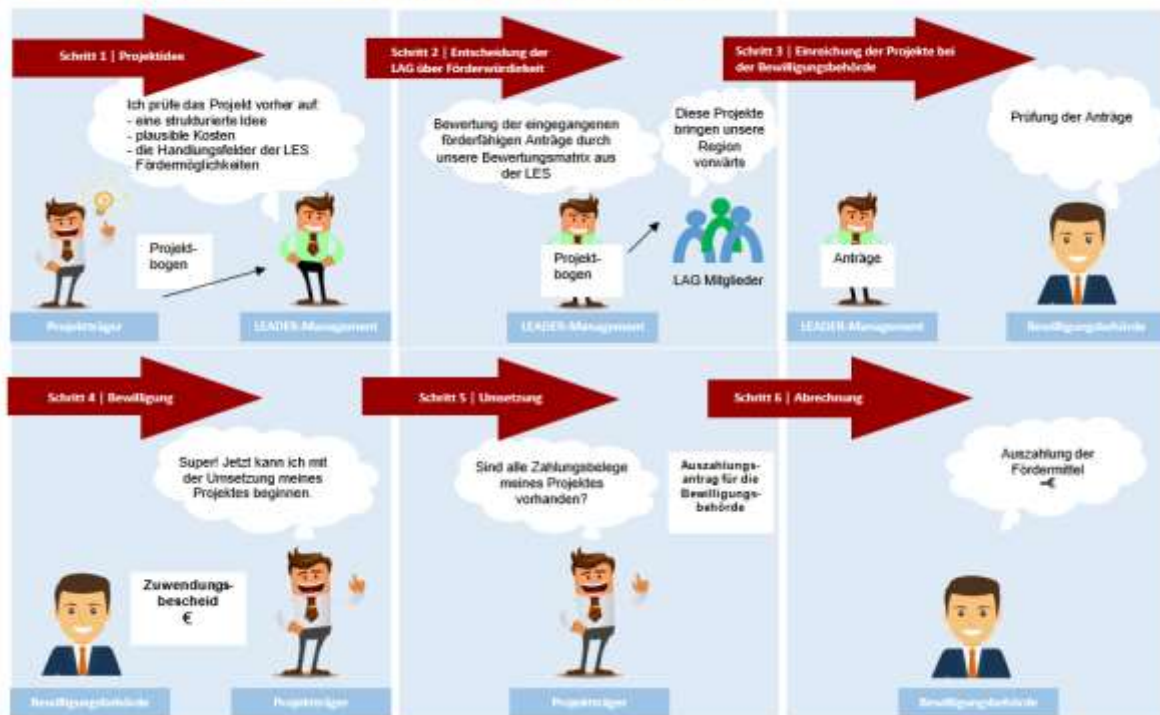 Schritt 1 | Projektidee
Ich prüfe das Projekt vorher auf:
- eine strukturierte Idee
- plausible Kosten
- die Handlungsfelder der LES
Fördermöglichkeiten
Projekt-
bogen
Projektträger
LEADER-Management
Schritt 2 | Entscheidung der
LAG über Förderwürdigkeit
Bewertung der eingegangenen
förderfähigen Anträge durch
unsere Bewertungsmatrix aus
der LES
Diese Projekte
bringen unsere
Region
vorwärts
Projekt-
bogen
LAG Mitglieder
LEADER-Management
Schritt 3 | Einreichung der Projekte bei
der Bewilligungsbehörde
Prüfung der Anträge
Anträge
LEADER-Management
Bewilligungsbehörde
Schritt 4 | Bewilligung
Super! Jetzt kann ich mit
der Umsetzung meines
Projektes beginnen.
Zuwendungs-
bescheid
€
Bewilligungsbehörde
Projektträger
Schritt 5 | Umsetzung
Sind alle Zahlungsbelege
meines Projektes
vorhanden?
Auszahlungs-
antrag für die
Bewilligungs-
behörde
Projektträger
Schritt 6 | Abrechnung
Auszahlung der
Fördermittel
€
Bewilligungsbehörde